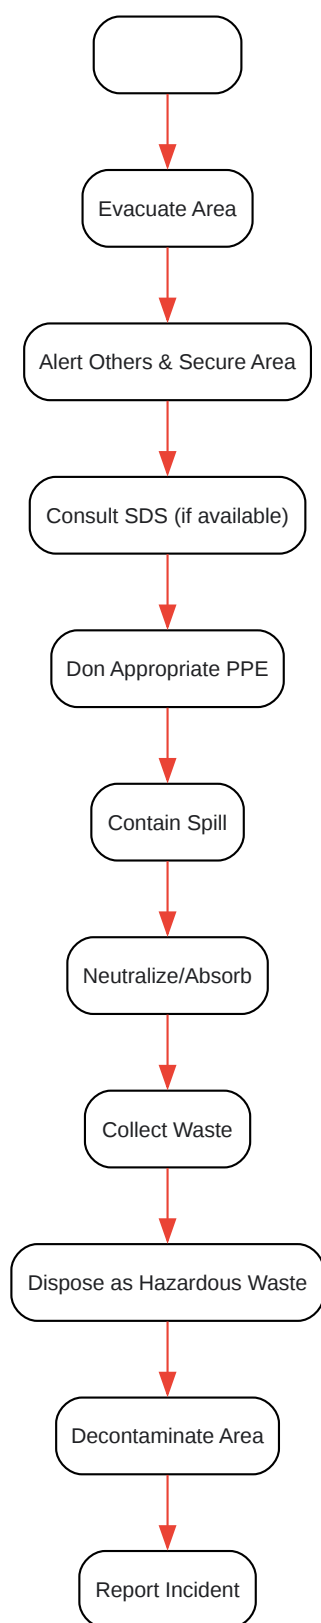 Evacuate Area
Alert Others & Secure Area
Consult SDS (if available)
Don Appropriate PPE
Contain Spill
Neutralize/Absorb
Collect Waste
Dispose as Hazardous Waste
Decontaminate Area
Report Incident